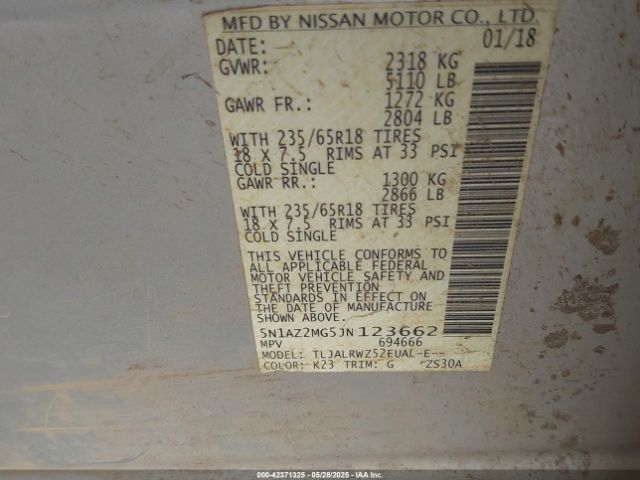 MFD BY NISSAN MOTOR CO., LTD.
DATE: 01/18
GVWR: 2318 KG
5110 LB
GAWR FR.: 1272 KG
2804 LB
WITH 235/65R18 TIRES
18 X 7.5 RIMS AT 33 PSI
COLD SINGLE
GAWR RR.: 1300 KG
2866 LB
WITH 235/65R18 TIRES
18 X 7.5 RIMS AT 33 PSI
COLD SINGLE
THIS VEHICLE CONFORMS TO
ALL APPLICABLE FEDERAL
MOTOR VEHICLE SAFETY AND
THEFT PREVENTION
STANDARDS IN EFFECT ON
THE DATE OF MANUFACTURE
SHOWN ABOVE.
5N1AZ2MG5JN123662
MPV 694666
MODEL: TLJALRWZ52EUAL-E--
COLOR: K23 TRIM: G ZS30A
000-42371325 - 05/28/2025 - IAA Inc.